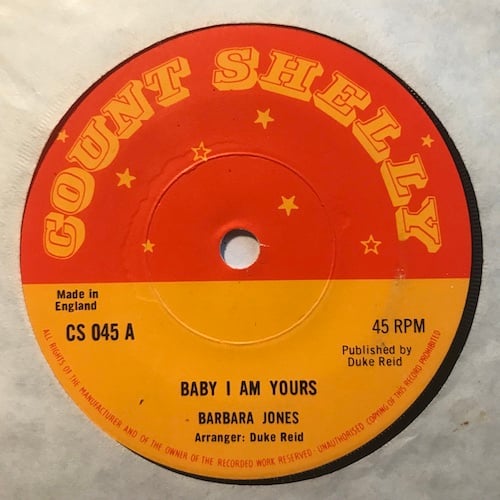 COUNT SHELLY
Made in
England
CS 045 A
45 RPM
Published by
Duke Reid
BABY I AM YOURS
BARBARA JONES
Arranger: Duke Reid
ALL RIGHTS OF THE MANUFACTURER AND OF THE OWNER OF THE RECORDED WORK RESERVED - UNAUTHORISED COPYING OF THIS RECORD PROHIBITED